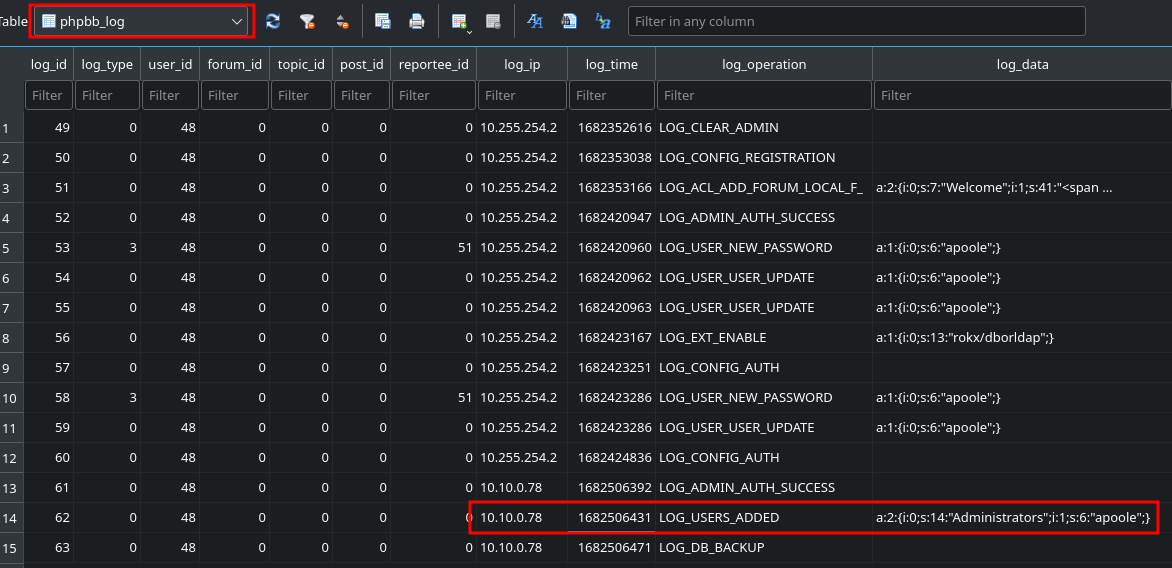 Table phpbb_log Filter in any column
log_id log_type user_id forum_id topic_id post_id reportee_id log_ip log_time log_operation log_data
Filter Filter Filter Filter Filter Filter Filter Filter Filter Filter Filter
1 49 0 48 0 0 0 0 10.255.254.2 1682352616 LOG_CLEAR_ADMIN
2 50 0 48 0 0 0 0 10.255.254.2 1682353038 LOG_CONFIG_REGISTRATION
3 51 0 48 0 0 0 0 10.255.254.2 1682353166 LOG_ACL_ADD_FORUM_LOCAL_F_ a:2:{i:0;s:7:"Welcome";i:1;s:41:"<span ...
4 52 0 48 0 0 0 0 10.255.254.2 1682420947 LOG_ADMIN_AUTH_SUCCESS
5 53 3 48 0 0 0 51 10.255.254.2 1682420960 LOG_USER_NEW_PASSWORD a:1:{i:0;s:6:"apoole";}
6 54 0 48 0 0 0 0 10.255.254.2 1682420962 LOG_USER_USER_UPDATE a:1:{i:0;s:6:"apoole";}
7 55 0 48 0 0 0 0 10.255.254.2 1682420963 LOG_USER_USER_UPDATE a:1:{i:0;s:6:"apoole";}
8 56 0 48 0 0 0 0 10.255.254.2 1682423167 LOG_EXT_ENABLE a:1:{i:0;s:13:"rokx/dborldap";}
9 57 0 48 0 0 0 0 10.255.254.2 1682423251 LOG_CONFIG_AUTH
10 58 3 48 0 0 0 51 10.255.254.2 1682423286 LOG_USER_NEW_PASSWORD a:1:{i:0;s:6:"apoole";}
11 59 0 48 0 0 0 0 10.255.254.2 1682423286 LOG_USER_USER_UPDATE a:1:{i:0;s:6:"apoole";}
12 60 0 48 0 0 0 0 10.255.254.2 1682424836 LOG_CONFIG_AUTH
13 61 0 48 0 0 0 0 10.10.0.78 1682506392 LOG_ADMIN_AUTH_SUCCESS
14 62 0 48 0 0 0 0 10.10.0.78 1682506431 LOG_USERS_ADDED a:2:{i:0;s:14:"Administrators";i:1;s:6:"apoole";}
15 63 0 48 0 0 0 0 10.10.0.78 1682506471 LOG_DB_BACKUP